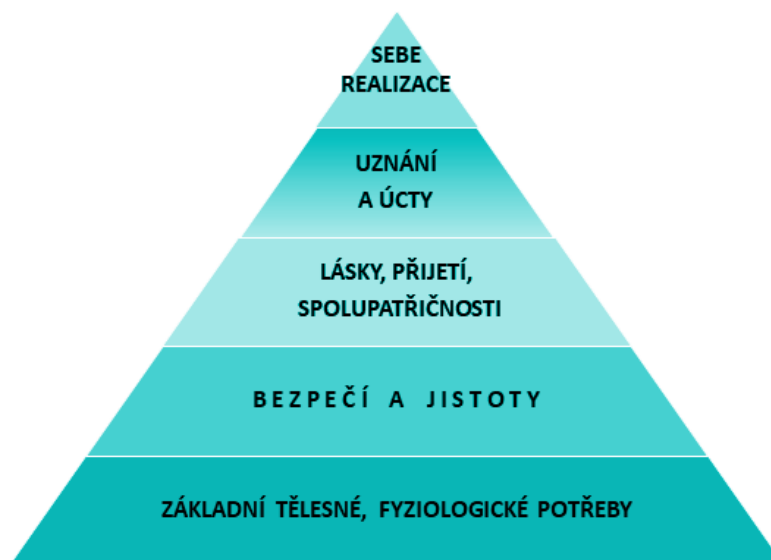 SEBE
REALIZACE
UZNÁNÍ
A ÚCTY
LÁSKY, PŘIJETÍ,
SPOLUPATŘIČNOSTI
BEZPEČÍ A JISTOTY
ZÁKLADNÍ TĚLESNÉ, FYZIOLOGICKÉ POTŘEBY